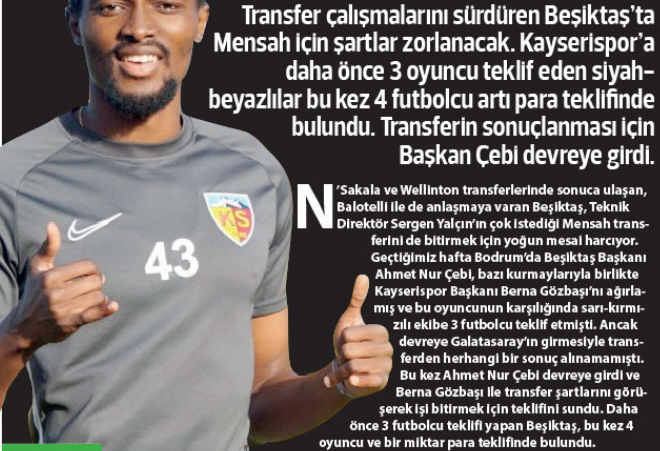 Transfer çalışmalarını sürdüren Beşiktaş'ta
Mensah için şartlar zorlanacak. Kayserispor'a
daha önce 3 oyuncu teklif eden siyah-
beyazlılar bu kez 4 futbolcu artı para teklifinde
bulundu. Transferin sonuçlanması için
Başkan Çebi devreye girdi.
N'Sakala ve Wellinton transferlerinde sonuca ulaşan,
Balotelli ile de anlaşmaya varan Beşiktaş, Teknik
Direktör Sergen Yalçın'ın çok istediği Mensah trans-
ferini de bitirmek için yoğun mesai harcıyor.
Geçtiğimiz hafta Bodrum'da Beşiktaş Başkanı
Ahmet Nur Çebi, bazı kurmaylarıyla birlikte
Kayserispor Başkanı Berna Gözbaşı'nı ağırla-
mış ve bu oyuncunun karşılığında sarı-kırmı-
zılı ekibe 3 futbolcu teklif etmişti. Ancak
devreye Galatasaray'ın girmesiyle trans-
ferden herhangi bir sonuç alınamamıştı.
Bu kez Ahmet Nur Çebi devreye girdi ve
Berna Gözbaşı ile transfer şartlarını görü-
şerek işi bitirmek için teklifini sundu. Daha
önce 3 futbolcu teklifi yapan Beşiktaş, bu kez 4
oyuncu ve bir miktar para teklifinde bulundu.
KS
43